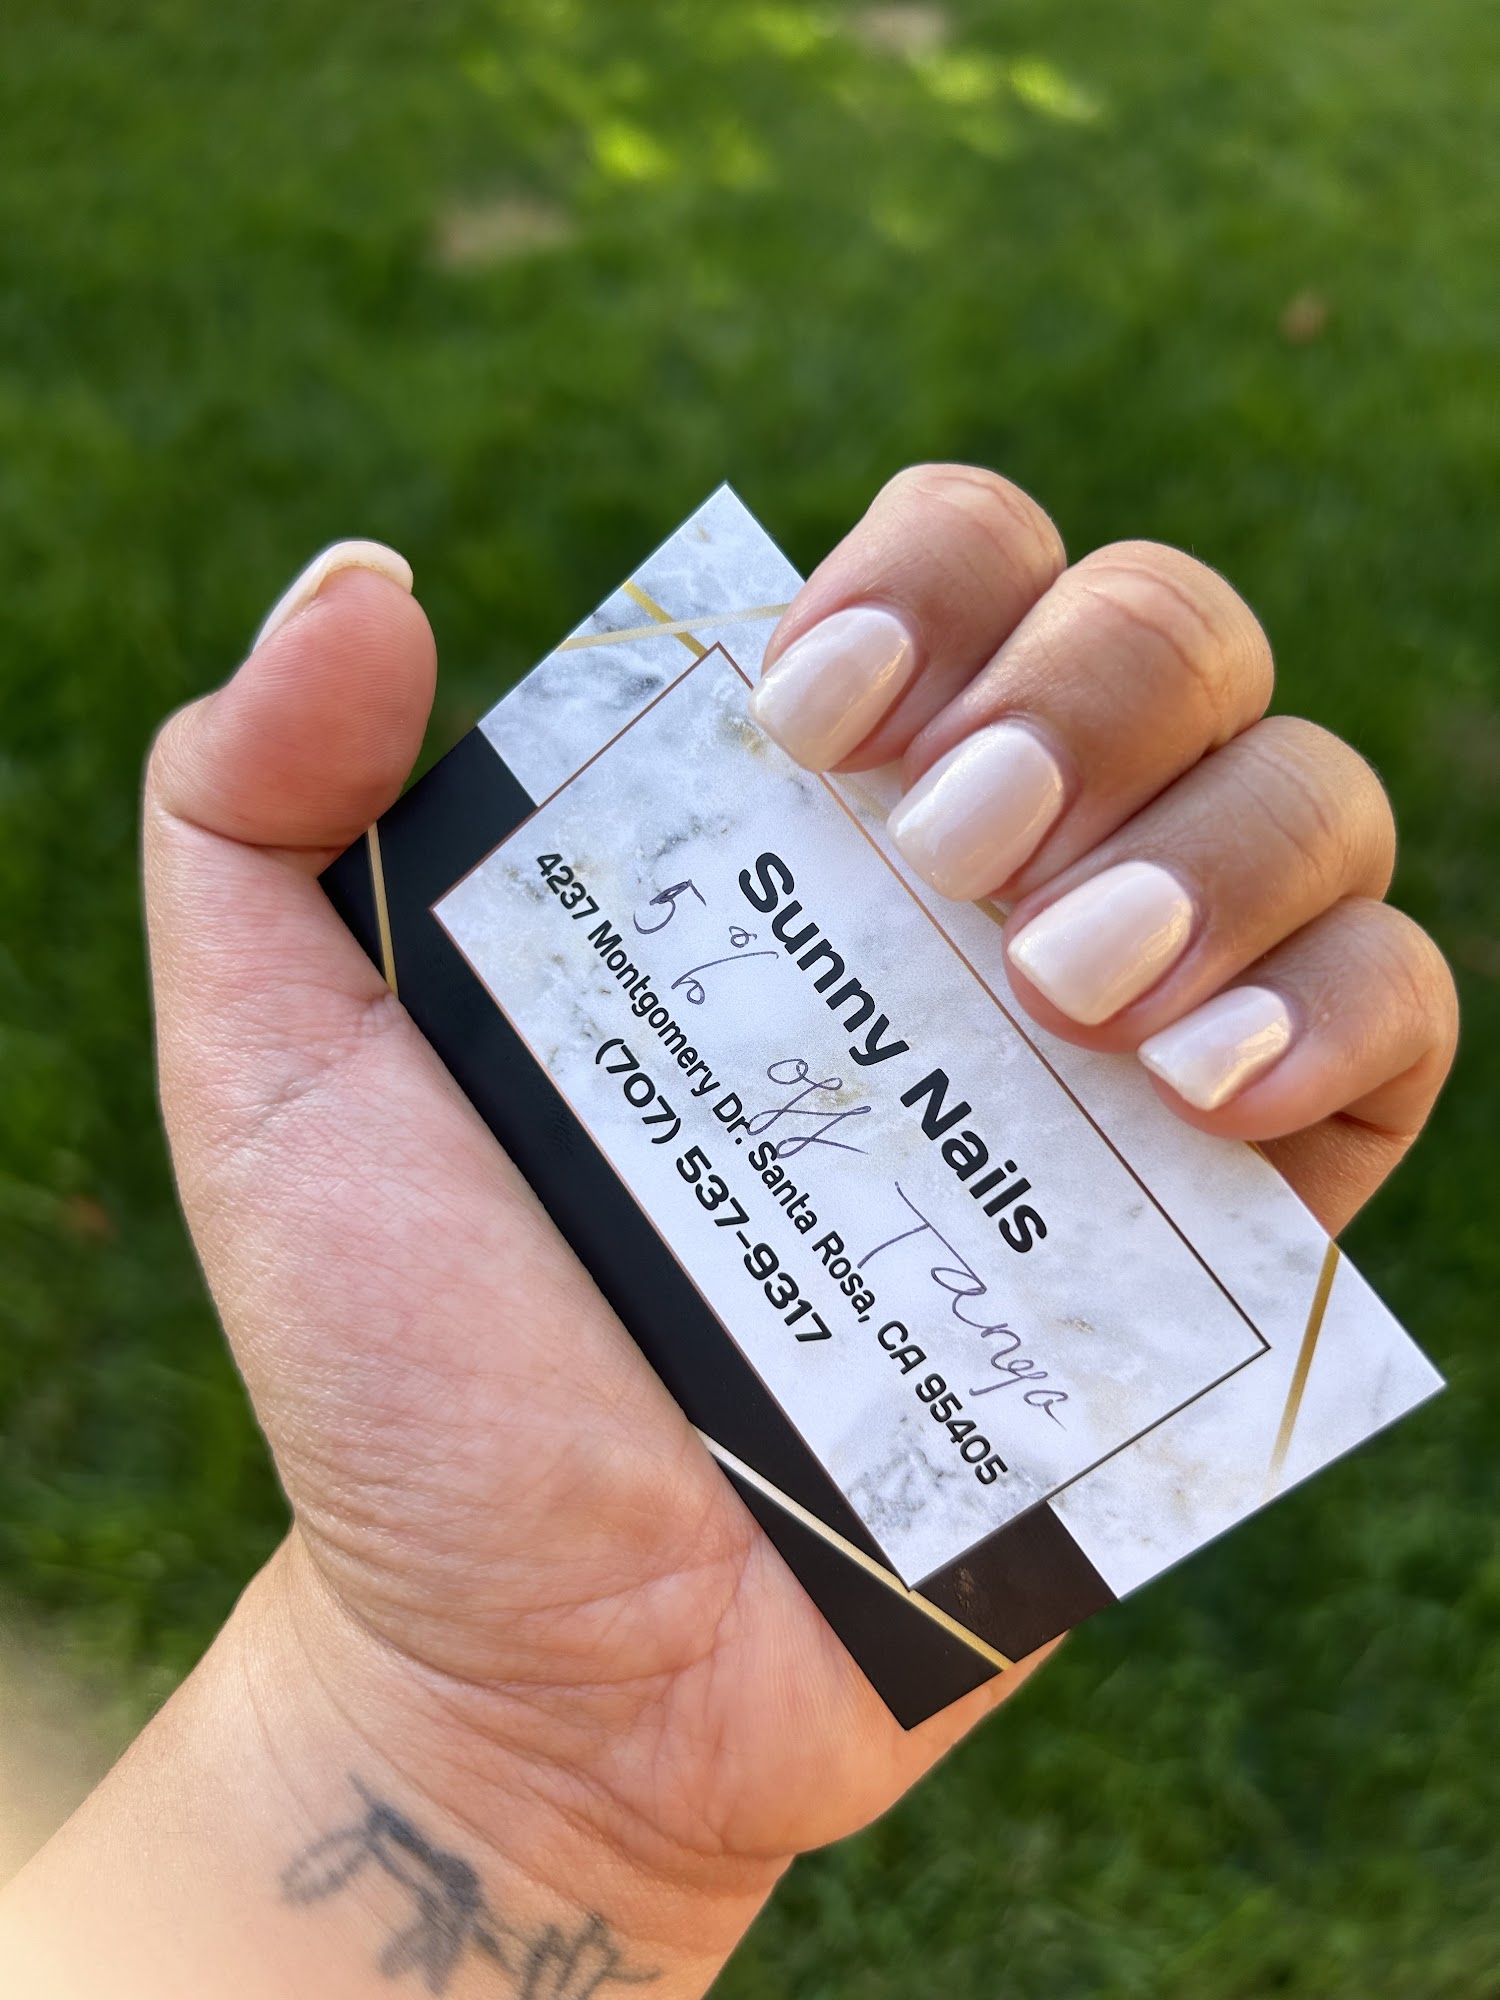 Sunny Nails
5 % off Tanya
4237 Montgomery Dr. Santa Rosa, CA 95405
(707) 537-9317